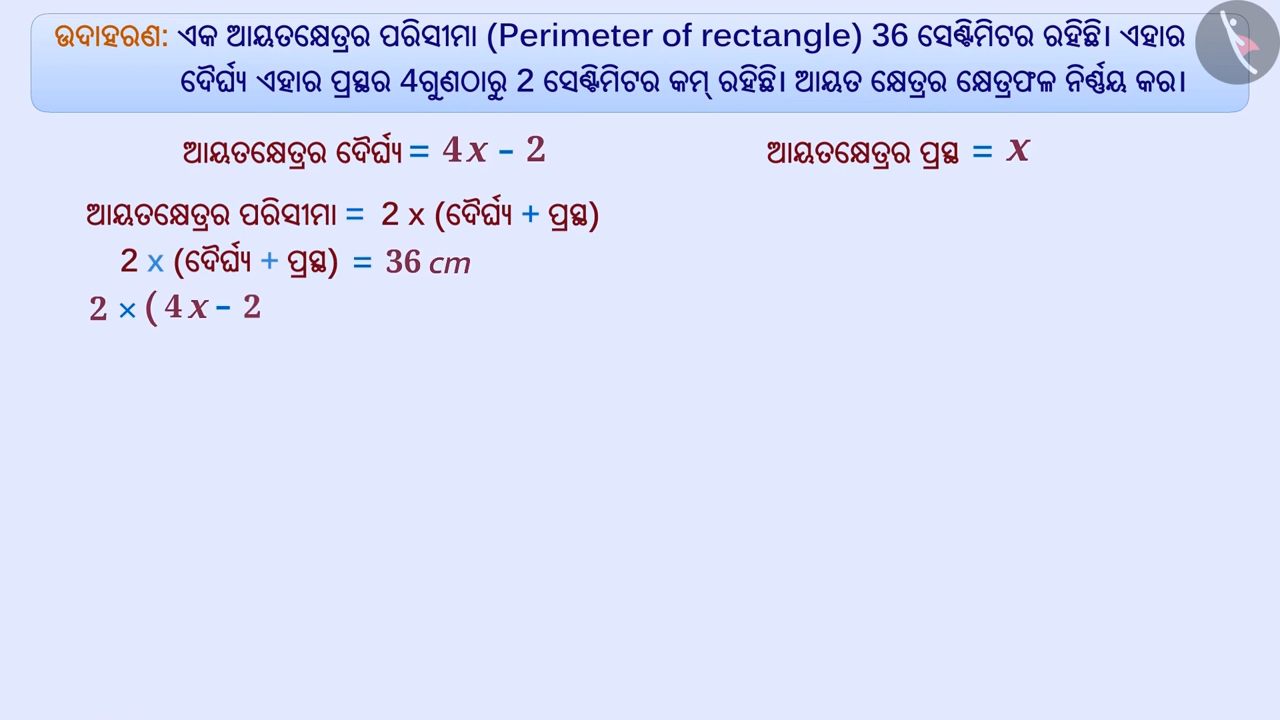 ଉଦାହରଣ: ଏକ ଆୟତକ୍ଷେତ୍ରର ପରିସୀମା (Perimeter of rectangle) 36 ସେଣ୍ଟିମିଟର ରହିଛି। ଏହାର
ଦୈର୍ଘ୍ୟ ଏହାର ପ୍ରସ୍ଥର 4ଗୁଣଠାରୁ 2 ସେଣ୍ଟିମିଟର କମ୍ ରହିଛି। ଆୟତ କ୍ଷେତ୍ରର କ୍ଷେତ୍ରଫଳ ନିର୍ଣ୍ଣୟ କର।
ଆୟତକ୍ଷେତ୍ରର ଦୈର୍ଘ୍ୟ = 4x - 2 ଆୟତକ୍ଷେତ୍ରର ପ୍ରସ୍ଥ = x
ଆୟତକ୍ଷେତ୍ରର ପରିସୀମା = 2 x (ଦୈର୍ଘ୍ୟ + ପ୍ରସ୍ଥ)
2 x (ଦୈର୍ଘ୍ୟ + ପ୍ରସ୍ଥ) = 36 cm
2 × ( 4x - 2